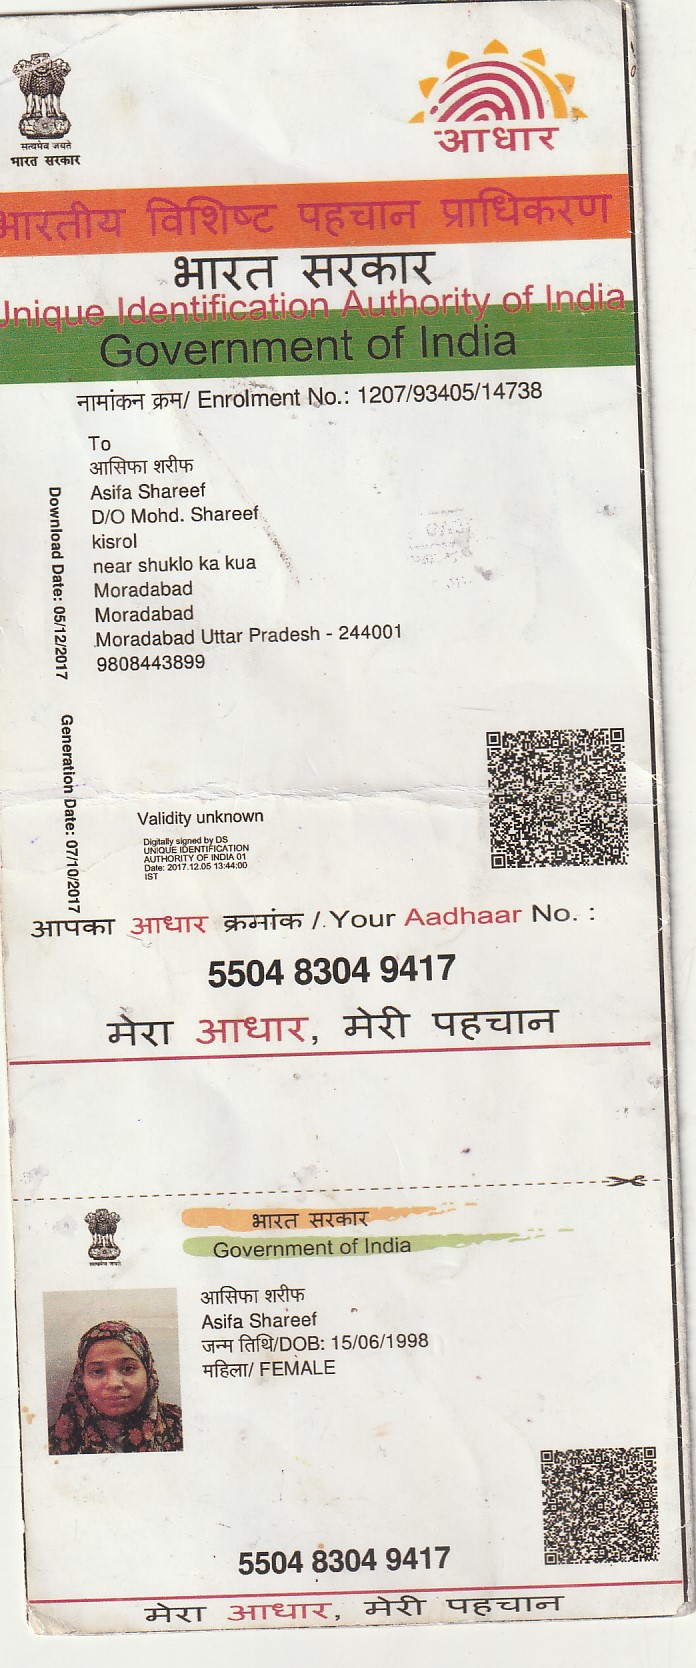 सत्यमेव जयते
भारत सरकार
आधार
भारतीय विशिष्ट पहचान प्राधिकरण
भारत सरकार
Unique Identification Authority of India
Government of India
नामांकन क्रम/ Enrolment No.: 1207/93405/14738
To
आसिफा शरीफ
Asifa Shareef
D/O Mohd. Shareef
kisrol
near shuklo ka kua
Moradabad
Moradabad
Moradabad Uttar Pradesh - 244001
9808443899
Download Date: 05/12/2017
Generation Date: 07/10/2017
Validity unknown
Digitally signed by DS
UNIQUE IDENTIFICATION
AUTHORITY OF INDIA 01
Date: 2017.12.05 13:44:00
IST
आपका आधार क्रमांक / Your Aadhaar No. :
5504 8304 9417
मेरा आधार, मेरी पहचान
भारत सरकार
Government of India
आसिफा शरीफ
Asifa Shareef
जन्म तिथि/DOB: 15/06/1998
महिला/ FEMALE
5504 8304 9417
मेरा आधार, मेरी पहचान